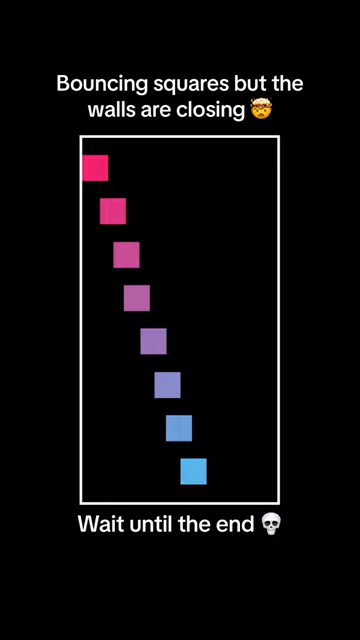 Bouncing squares but the
walls are closing 🤯
Wait until the end 💀